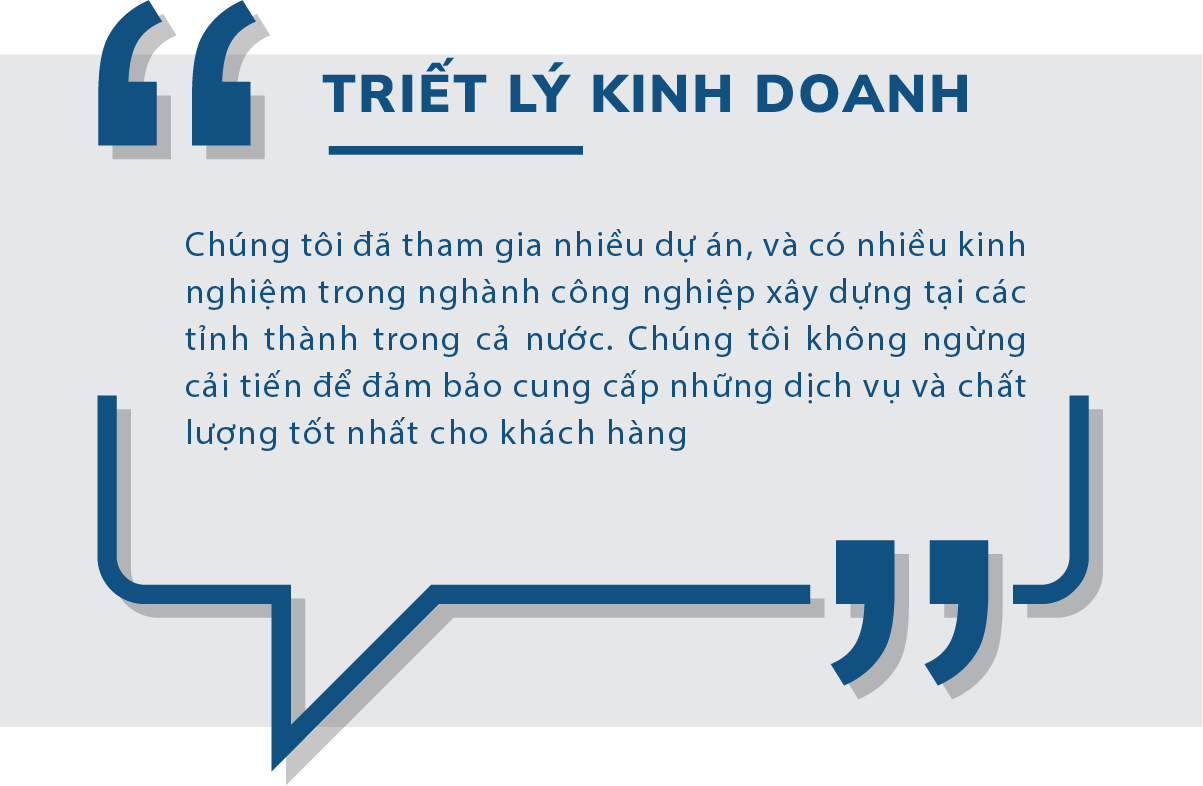 TRIẾT LÝ KINH DOANH
Chúng tôi đã tham gia nhiều dự án, và có nhiều kinh
nghiệm trong nghành công nghiệp xây dựng tại các
tỉnh thành trong cả nước. Chúng tôi không ngừng
cải tiến để đảm bảo cung cấp những dịch vụ và chất
lượng tốt nhất cho khách hàng